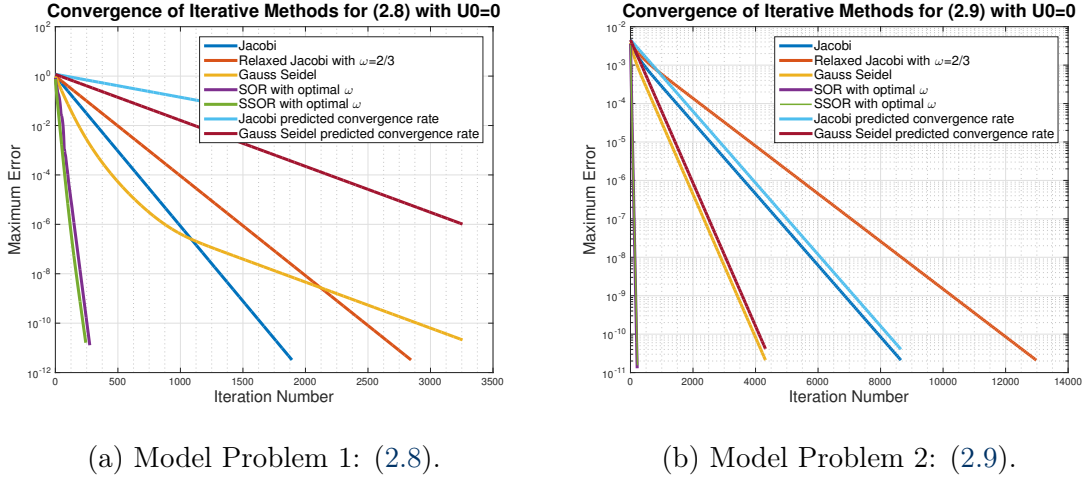 Convergence of Iterative Methods for (2.8) with U0=0
10^2
10^0
10^-2
10^-4
10^-6
10^-8
10^-10
10^-12
Maximum Error
Jacobi
Relaxed Jacobi with ω=2/3
Gauss Seidel
SOR with optimal ω
SSOR with optimal ω
Jacobi predicted convergence rate
Gauss Seidel predicted convergence rate
0 500 1000 1500 2000 2500 3000 3500
Iteration Number
(a) Model Problem 1: (2.8).
Convergence of Iterative Methods for (2.9) with U0=0
10^-2
10^-3
10^-4
10^-5
10^-6
10^-7
10^-8
10^-9
10^-10
10^-11
Maximum Error
Jacobi
Relaxed Jacobi with ω=2/3
Gauss Seidel
SOR with optimal ω
SSOR with optimal ω
Jacobi predicted convergence rate
Gauss Seidel predicted convergence rate
0 2000 4000 6000 8000 10000 12000 14000
Iteration Number
(b) Model Problem 2: (2.9).